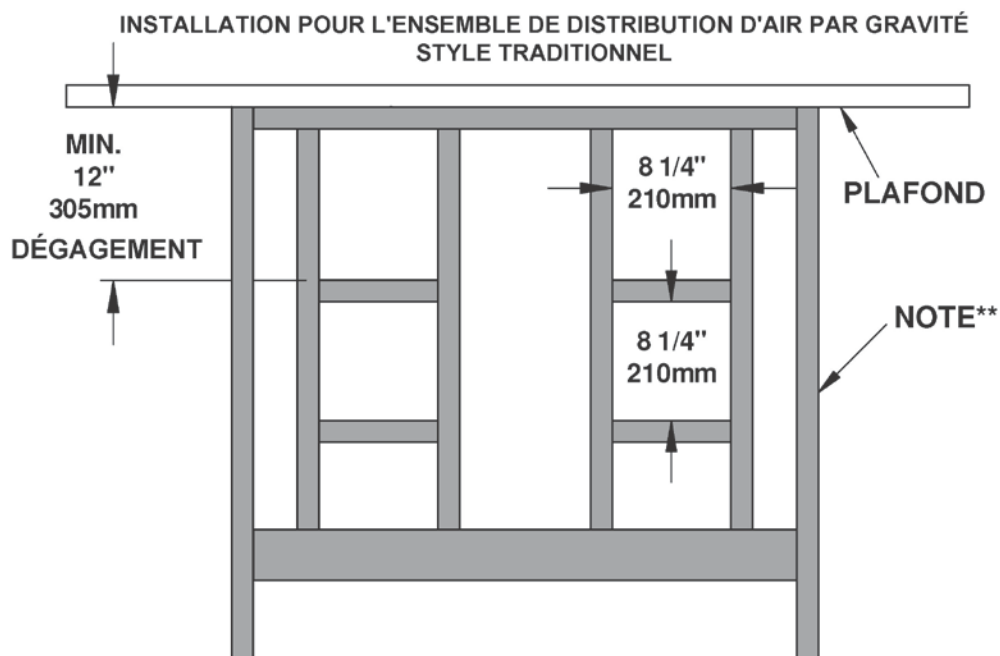 INSTALLATION POUR L'ENSEMBLE DE DISTRIBUTION D'AIR PAR GRAVITÉ
STYLE TRADITIONNEL
MIN.
12"
305mm
DÉGAGEMENT
8 1/4"
210mm
PLAFOND
NOTE**
8 1/4"
210mm